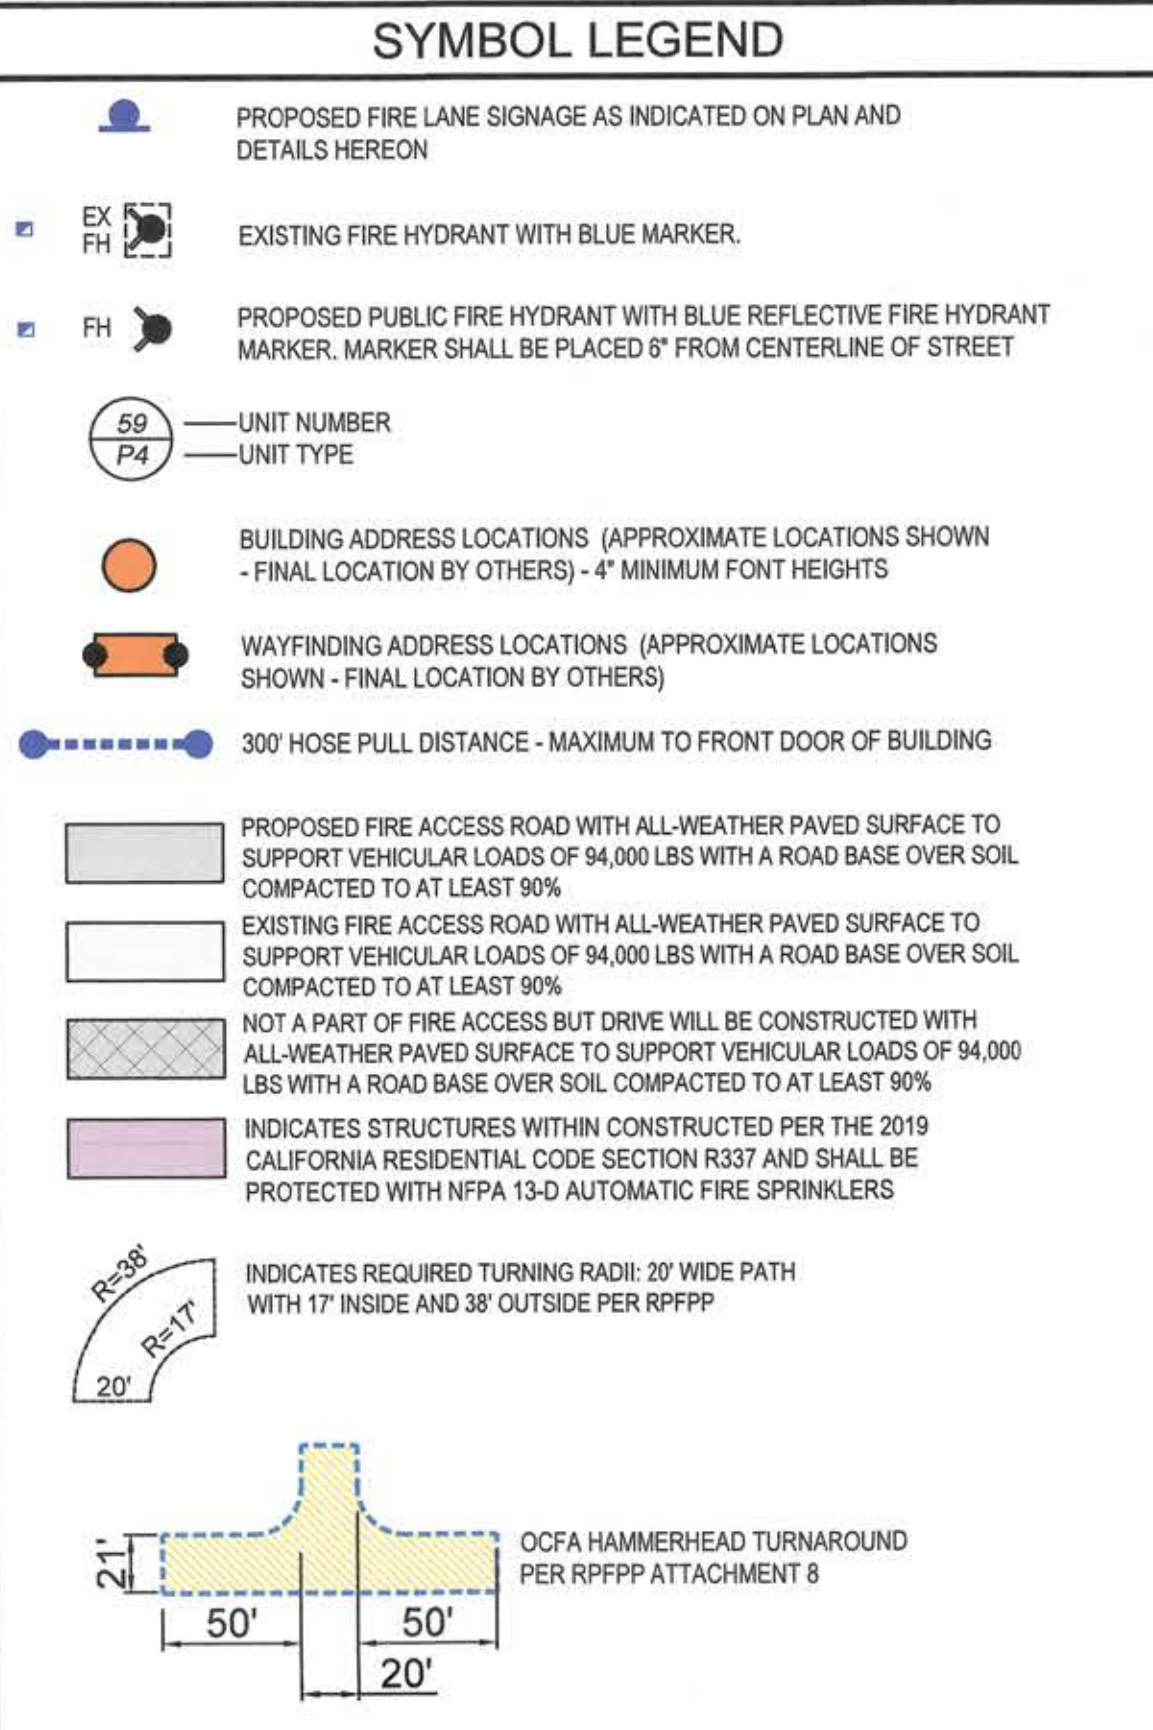 SYMBOL LEGEND
PROPOSED FIRE LANE SIGNAGE AS INDICATED ON PLAN AND
DETAILS HEREON
EX
FH
EXISTING FIRE HYDRANT WITH BLUE MARKER.
FH
PROPOSED PUBLIC FIRE HYDRANT WITH BLUE REFLECTIVE FIRE HYDRANT
MARKER. MARKER SHALL BE PLACED 6" FROM CENTERLINE OF STREET
59
UNIT NUMBER
P4
UNIT TYPE
BUILDING ADDRESS LOCATIONS (APPROXIMATE LOCATIONS SHOWN
- FINAL LOCATION BY OTHERS) - 4" MINIMUM FONT HEIGHTS
WAYFINDING ADDRESS LOCATIONS (APPROXIMATE LOCATIONS
SHOWN - FINAL LOCATION BY OTHERS)
300' HOSE PULL DISTANCE - MAXIMUM TO FRONT DOOR OF BUILDING
PROPOSED FIRE ACCESS ROAD WITH ALL-WEATHER PAVED SURFACE TO
SUPPORT VEHICULAR LOADS OF 94,000 LBS WITH A ROAD BASE OVER SOIL
COMPACTED TO AT LEAST 90%
EXISTING FIRE ACCESS ROAD WITH ALL-WEATHER PAVED SURFACE TO
SUPPORT VEHICULAR LOADS OF 94,000 LBS WITH A ROAD BASE OVER SOIL
COMPACTED TO AT LEAST 90%
NOT A PART OF FIRE ACCESS BUT DRIVE WILL BE CONSTRUCTED WITH
ALL-WEATHER PAVED SURFACE TO SUPPORT VEHICULAR LOADS OF 94,000
LBS WITH A ROAD BASE OVER SOIL COMPACTED TO AT LEAST 90%
INDICATES STRUCTURES WITHIN CONSTRUCTED PER THE 2019
CALIFORNIA RESIDENTIAL CODE SECTION R337 AND SHALL BE
PROTECTED WITH NFPA 13-D AUTOMATIC FIRE SPRINKLERS
R=38'
R=17'
20'
INDICATES REQUIRED TURNING RADII: 20' WIDE PATH
WITH 17' INSIDE AND 38' OUTSIDE PER RPFPP
21'
50'
50'
20'
OCFA HAMMERHEAD TURNAROUND
PER RPFPP ATTACHMENT 8